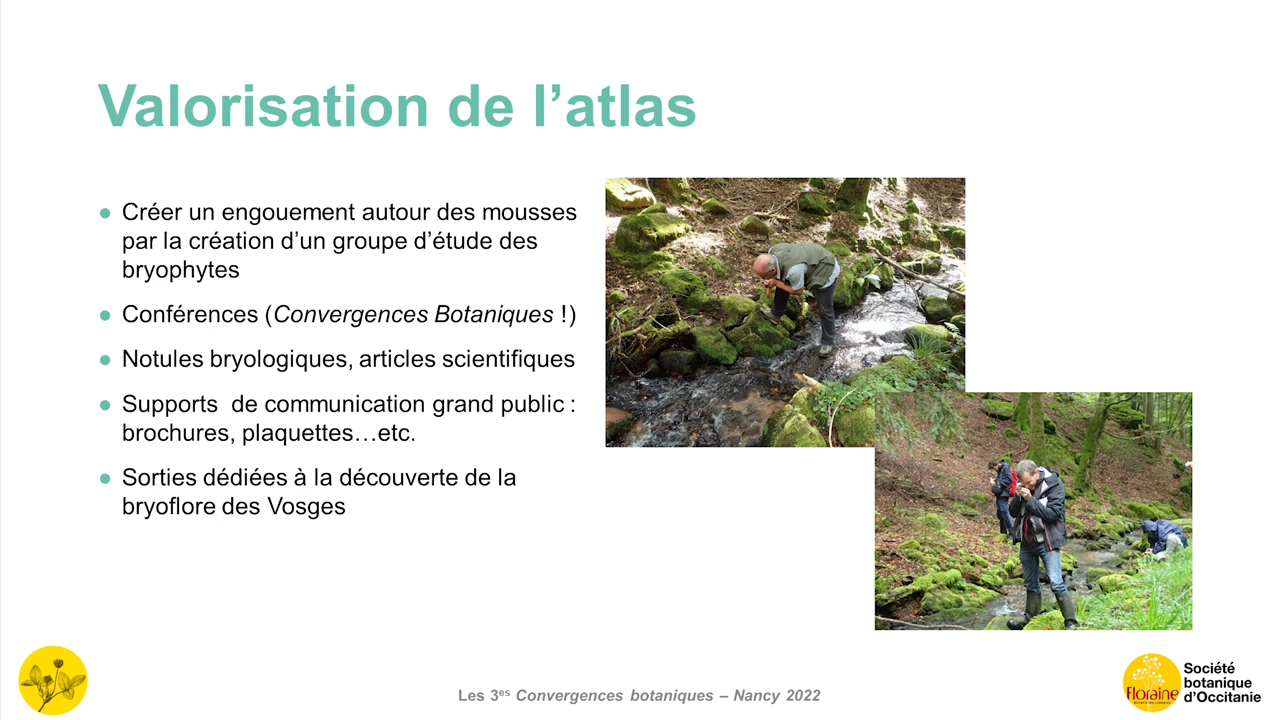 Valorisation de l’atlas
● Créer un engouement autour des mousses
par la création d’un groupe d’étude des
bryophytes
● Conférences (Convergences Botaniques !)
● Notules bryologiques, articles scientifiques
● Supports  de communication grand public :
brochures, plaquettes…etc.
● Sorties dédiées à la découverte de la
bryoflore des Vosges
Les 3es Convergences botaniques – Nancy 2022
Floraine
Société
botanique
d’Occitanie